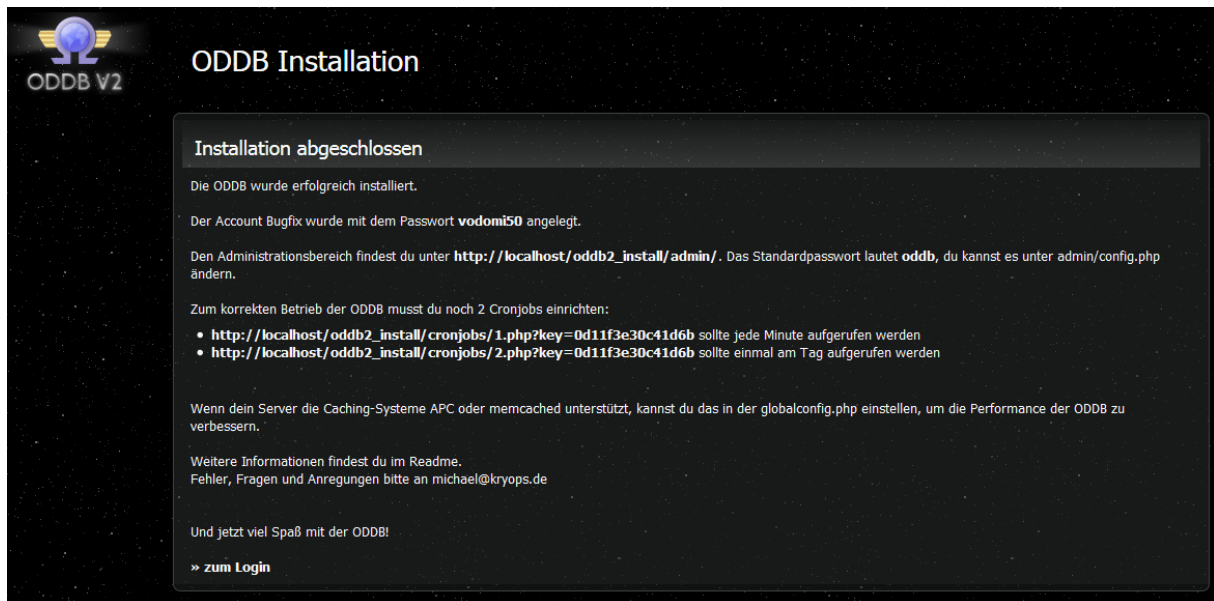 ODDB V2
ODDB Installation
Installation abgeschlossen
Die ODDB wurde erfolgreich installiert.
Der Account Bugfix wurde mit dem Passwort vodomi50 angelegt.
Den Administrationsbereich findest du unter http://localhost/oddb2_install/admin/. Das Standardpasswort lautet oddb, du kannst es unter admin/config.php
ändern.
Zum korrekten Betrieb der ODDB musst du noch 2 Cronjobs einrichten:
• http://localhost/oddb2_install/cronjobs/1.php?key=0d11f3e30c41d6b sollte jede Minute aufgerufen werden
• http://localhost/oddb2_install/cronjobs/2.php?key=0d11f3e30c41d6b sollte einmal am Tag aufgerufen werden
Wenn dein Server die Caching-Systeme APC oder memcached unterstützt, kannst du das in der globalconfig.php einstellen, um die Performance der ODDB zu
verbessern.
Weitere Informationen findest du im Readme.
Fehler, Fragen und Anregungen bitte an michael@kryops.de
Und jetzt viel Spaß mit der ODDB!
» zum Login